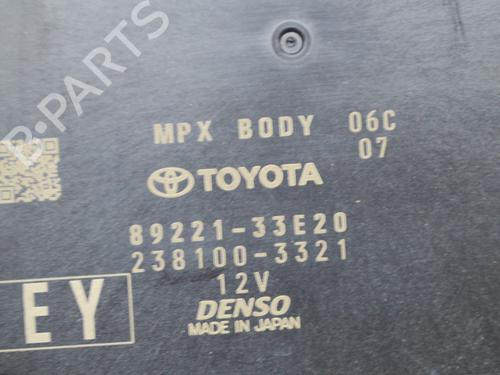 B-PARTS
MPX BODY 06C
07
TOYOTA
89221-33E20
238100-3321
12V
EY
DENSO
MADE IN JAPAN